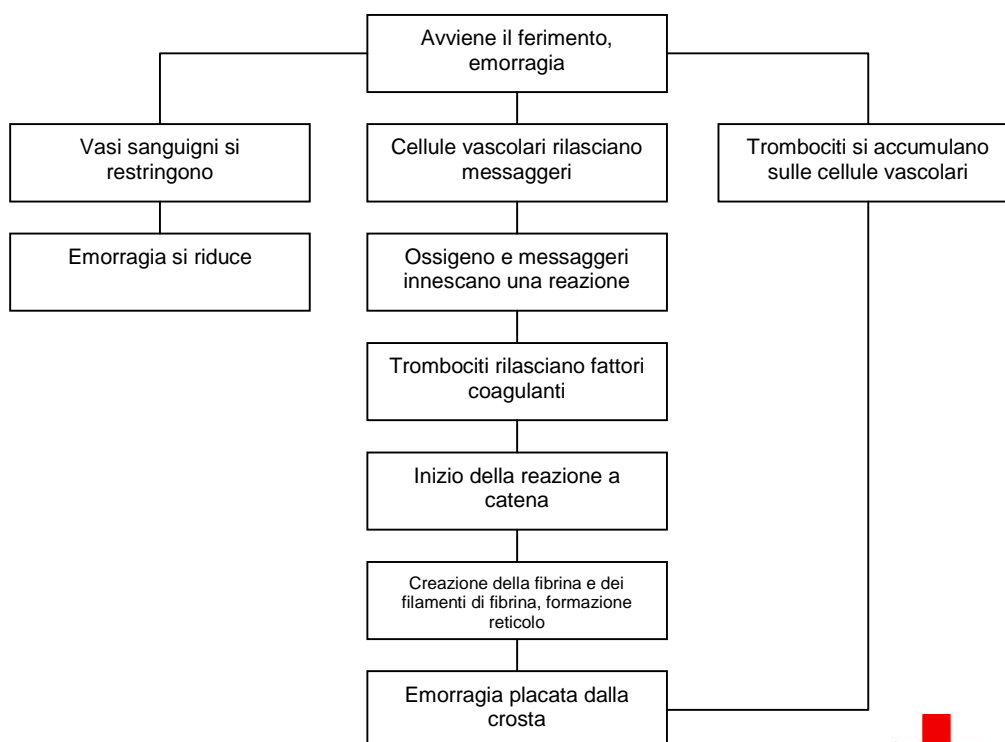 Avviene il ferimento,
emorragia
Vasi sanguigni si
restringono
Cellule vascolari rilasciano
messaggeri
Trombociti si accumulano
sulle cellule vascolari
Emorragia si riduce
Ossigeno e messaggeri
innescano una reazione
Trombociti rilasciano fattori
coagulanti
Inizio della reazione a
catena
Creazione della fibrina e dei
filamenti di fibrina, formazione
reticolo
Emorragia placata dalla
crosta